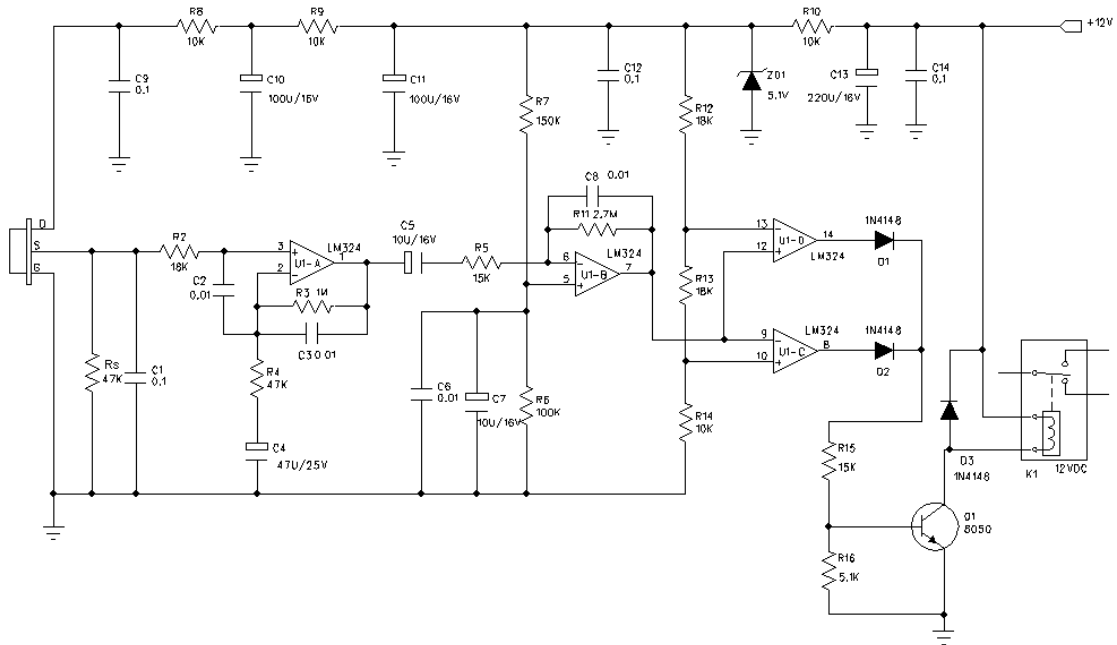 R8
10K
R9
10K
R10
10K
+12V
C9
0.1
C10
100U/16V
C11
100U/16V
C12
0.1
ZD1
5.1V
C13
220U/16V
C14
0.1
R7
150K
R12
18K
C8 0.01
R11 2.7M
LM324
D
S
G
R2
18K
C2
0.01
3
+
2
−
U1-A
1
LM324
R3 1M
C3 0.01
C5
10U/16V
R5
15K
6
−
5
+
U1-B
7
13
−
12
+
U1-D
14
LM324
1N4148
D1
R13
18K
9
−
10
+
U1-C
8
LM324
1N4148
D2
Rs
47K
C1
0.1
R4
47K
C4
47U/25V
C6
0.01
C7
10U/16V
R6
100K
R14
10K
R15
15K
D3
1N4148
K1
12VDC
Q1
8050
R16
5.1K